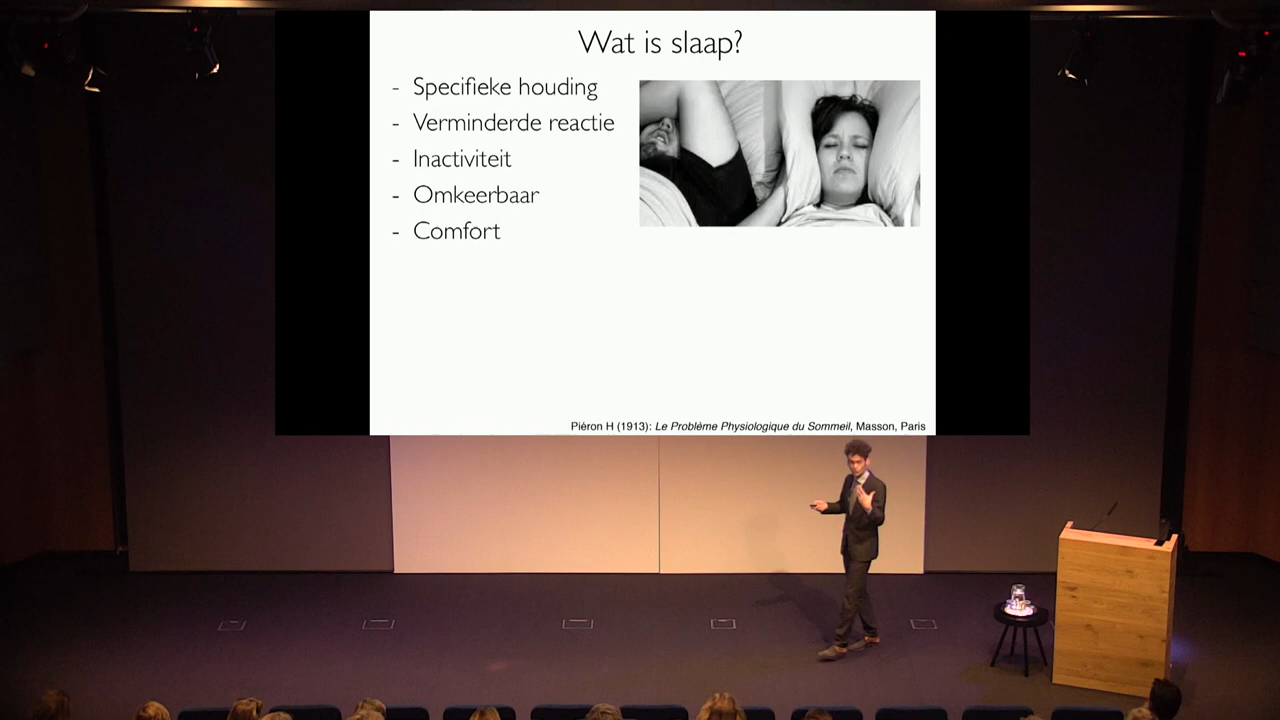 Wat is slaap?
- Specifieke houding
- Verminderde reactie
- Inactiviteit
- Omkeerbaar
- Comfort
Piéron H (1913): Le Problème Physiologique du Sommeil, Masson, Paris